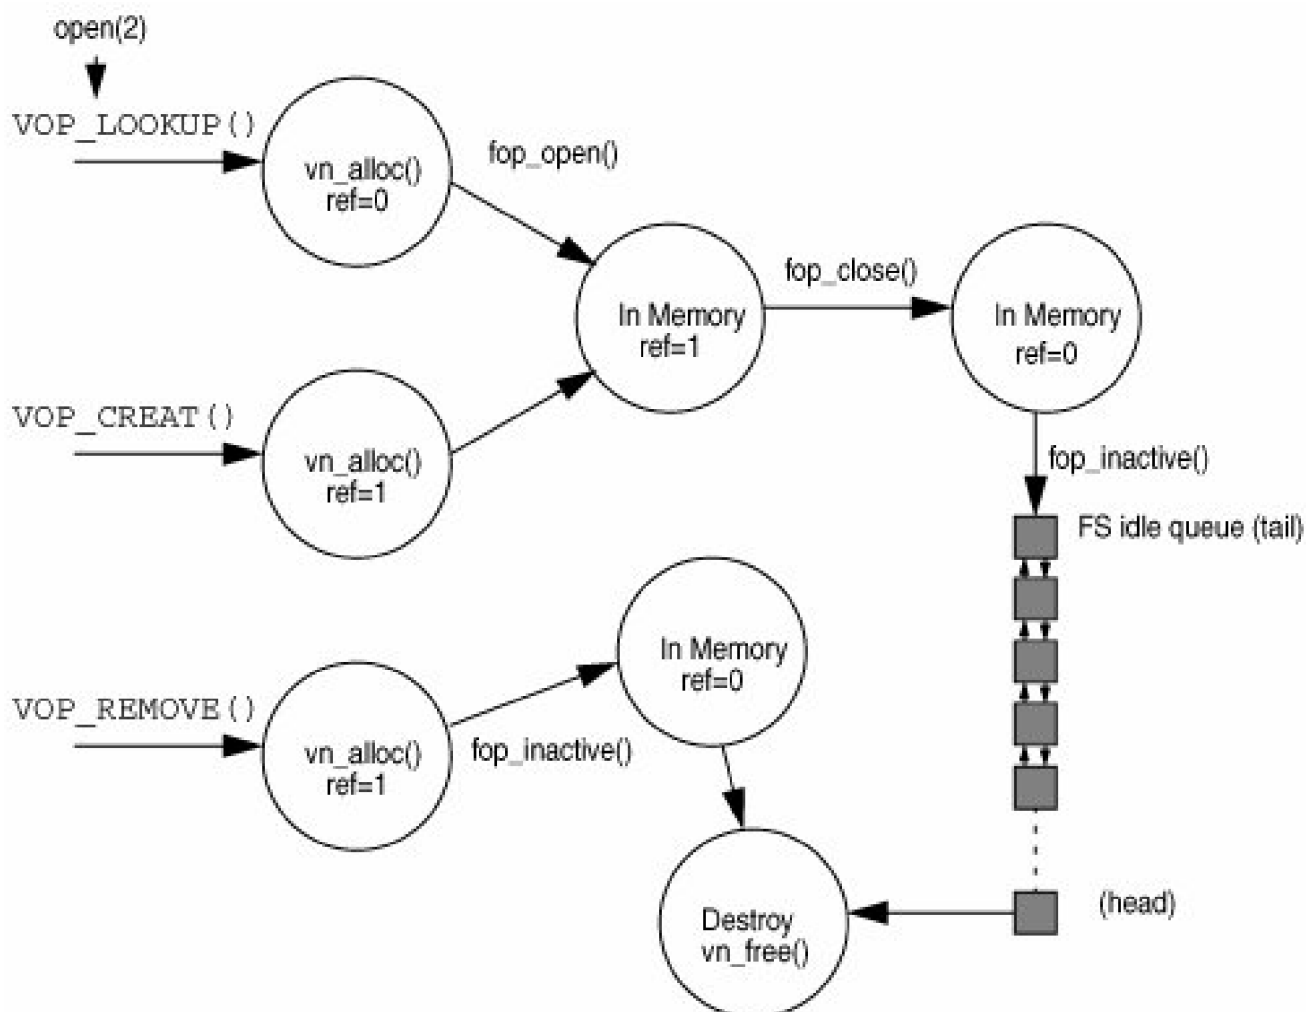 open(2)
VOP_LOOKUP()
vn_alloc()
ref=0
fop_open()
In Memory
ref=1
fop_close()
In Memory
ref=0
VOP_CREAT()
vn_alloc()
ref=1
fop_inactive()
FS idle queue (tail)
VOP_REMOVE()
vn_alloc()
ref=1
fop_inactive()
In Memory
ref=0
Destroy
vn_free()
(head)